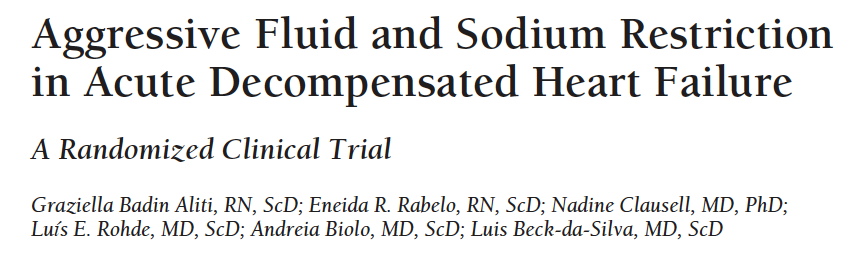 Aggressive Fluid and Sodium Restriction
in Acute Decompensated Heart Failure
A Randomized Clinical Trial
Graziella Badin Aliti, RN, ScD; Eneida R. Rabelo, RN, ScD; Nadine Clausell, MD, PhD;
Luís E. Rohde, MD, ScD; Andreia Biolo, MD, ScD; Luis Beck-da-Silva, MD, ScD